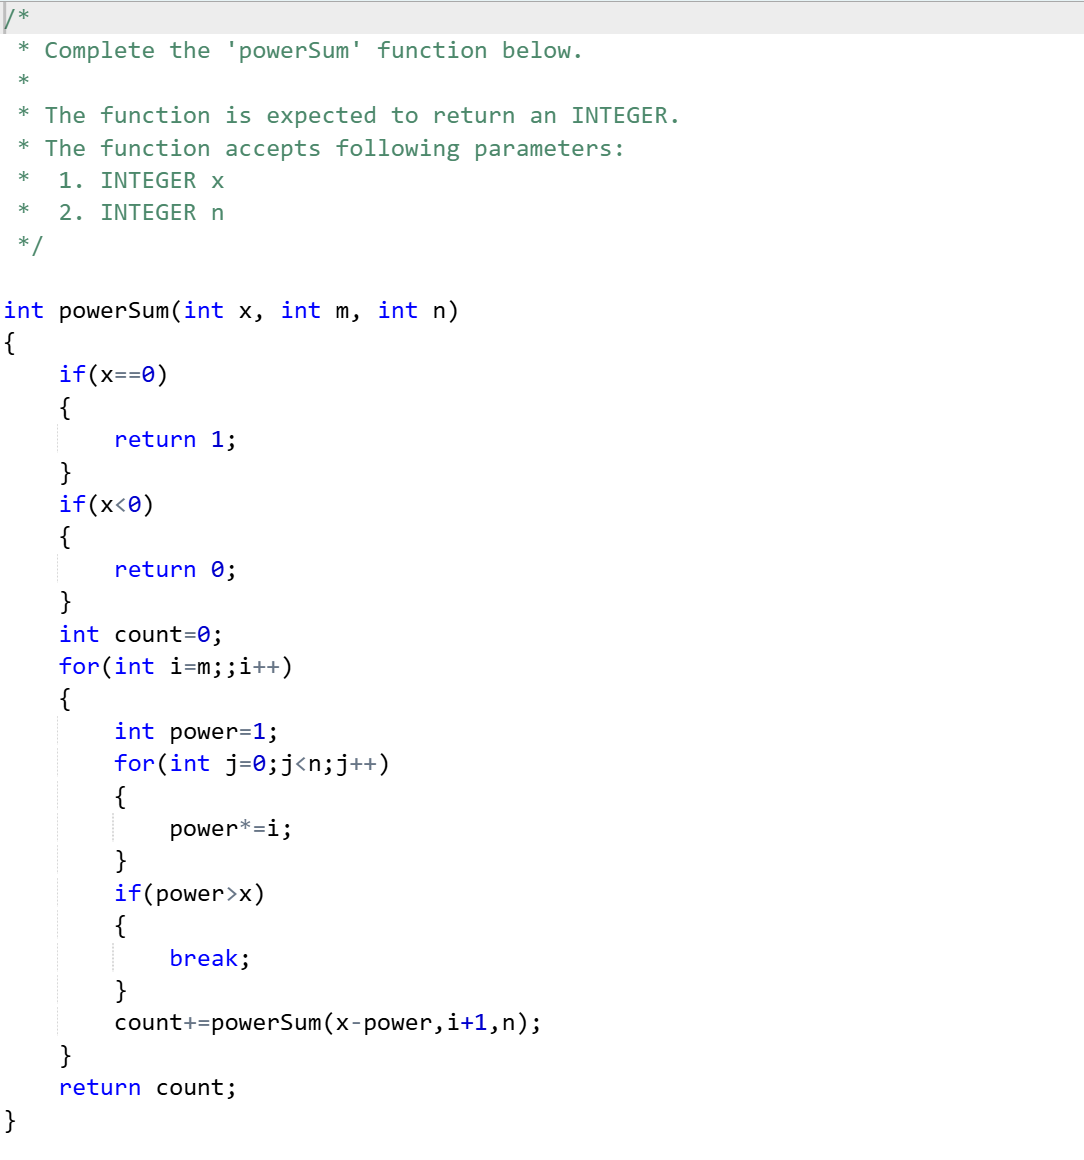 /*
 * Complete the 'powerSum' function below.
 *
 * The function is expected to return an INTEGER.
 * The function accepts following parameters:
 *  1. INTEGER x
 *  2. INTEGER n
 */

int powerSum(int x, int m, int n)
{
    if(x==0)
    {
        return 1;
    }
    if(x<0)
    {
        return 0;
    }
    int count=0;
    for(int i=m;;i++)
    {
        int power=1;
        for(int j=0;j<n;j++)
        {
            power*=i;
        }
        if(power>x)
        {
            break;
        }
        count+=powerSum(x-power,i+1,n);
    }
    return count;
}